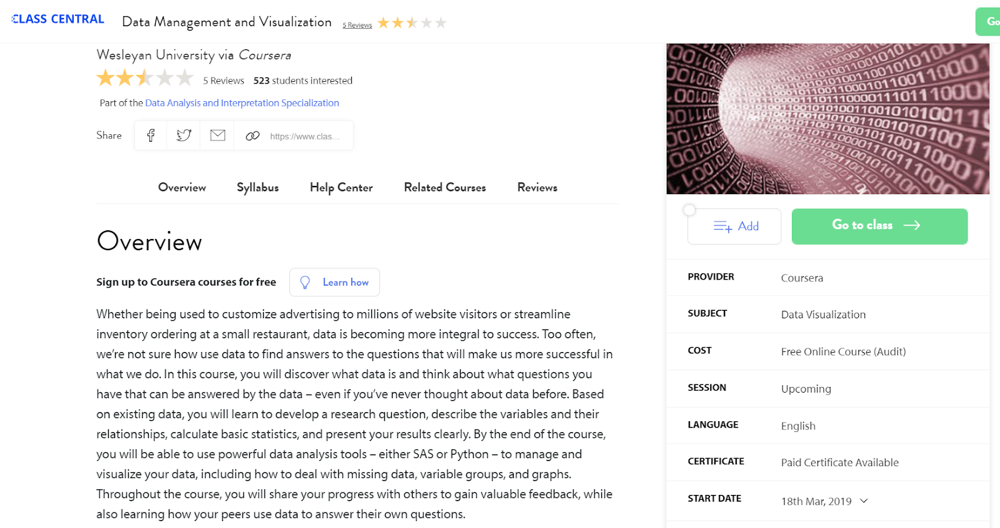 CLASS CENTRAL
Data Management and Visualization 5 Reviews
Go
Wesleyan University via Coursera
5 Reviews 523 students interested
Part of the Data Analysis and Interpretation Specialization
Share https://www.clas...
Overview Syllabus Help Center Related Courses Reviews
Overview
Sign up to Coursera courses for free Learn how
Whether being used to customize advertising to millions of website visitors or streamline
inventory ordering at a small restaurant, data is becoming more integral to success. Too often,
we’re not sure how use data to find answers to the questions that will make us more successful in
what we do. In this course, you will discover what data is and think about what questions you
have that can be answered by the data – even if you’ve never thought about data before. Based
on existing data, you will learn to develop a research question, describe the variables and their
relationships, calculate basic statistics, and present your results clearly. By the end of the course,
you will be able to use powerful data analysis tools – either SAS or Python – to manage and
visualize your data, including how to deal with missing data, variable groups, and graphs.
Throughout the course, you will share your progress with others to gain valuable feedback, while
also learning how your peers use data to answer their own questions.
Add Go to class
PROVIDER Coursera
SUBJECT Data Visualization
COST Free Online Course (Audit)
SESSION Upcoming
LANGUAGE English
CERTIFICATE Paid Certificate Available
START DATE 18th Mar, 2019